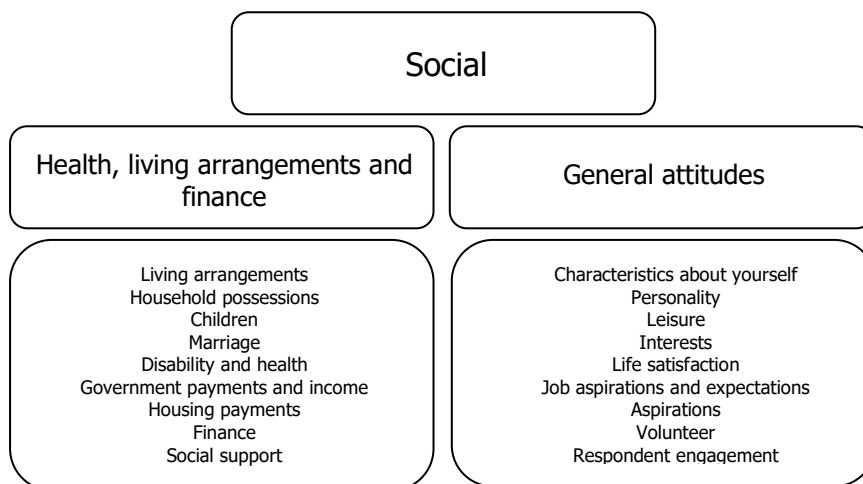 Social
Health, living arrangements and
finance
General attitudes
Living arrangements
Household possessions
Children
Marriage
Disability and health
Government payments and income
Housing payments
Finance
Social support
Characteristics about yourself
Personality
Leisure
Interests
Life satisfaction
Job aspirations and expectations
Aspirations
Volunteer
Respondent engagement